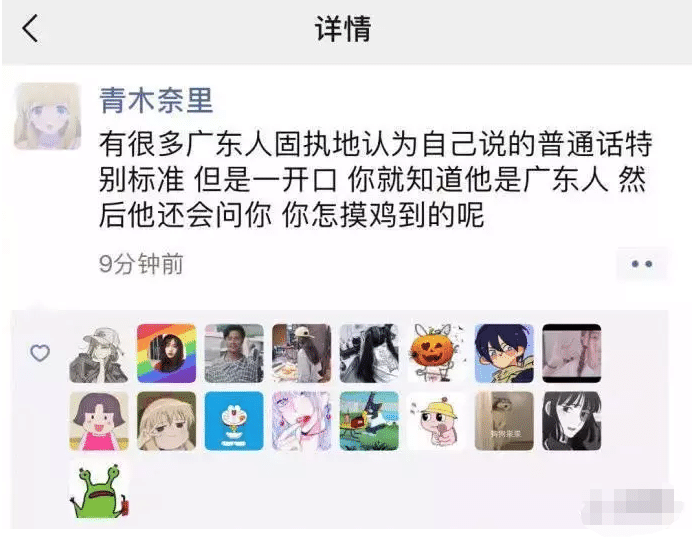 详情
青木奈里
有很多广东人固执地认为自己说的普通话特
别标准 但是一开口 你就知道他是广东人 然
后他还会问你 你怎摸鸡到的呢
9分钟前